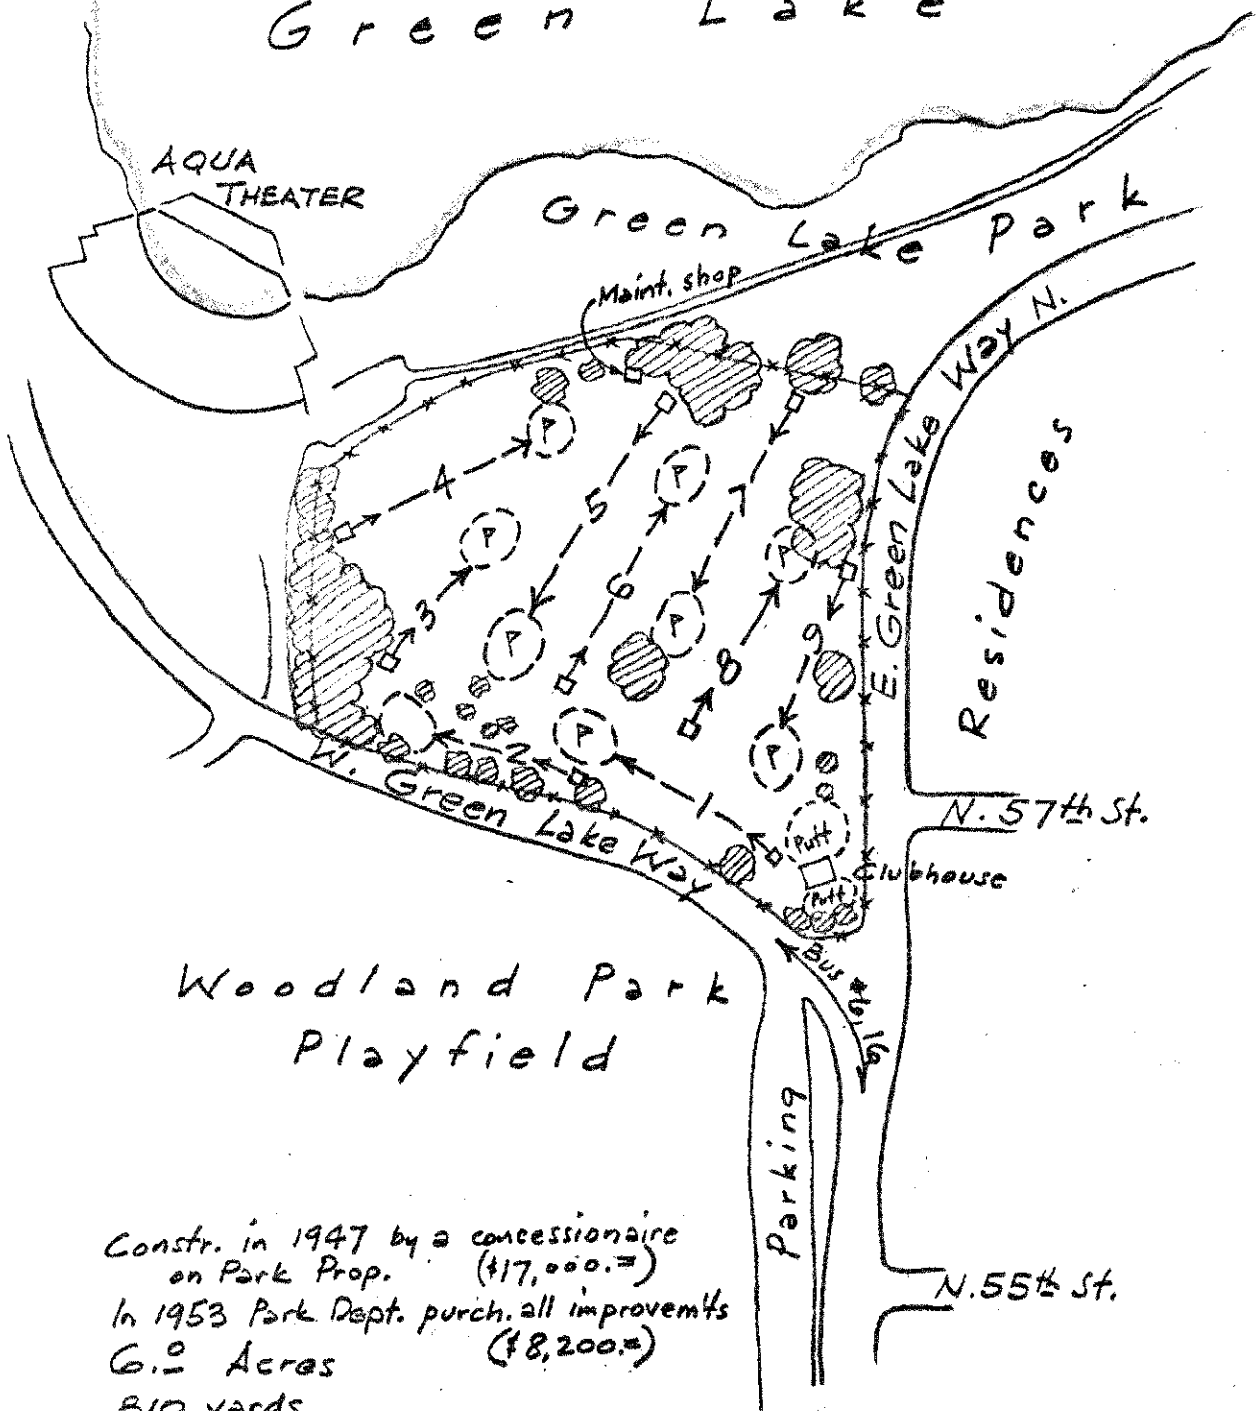 Green Lake
AQUA
THEATER
Green Lake Park
Maint. shop
E. Green Lake Way N.
Residences
P
4
5
P
7
P
3
6
P
P
P
8
9
P
2
1
P
Putt
Clubhouse
Putt
W. Green Lake Way
N. 57th St.
Bus #6, 16
Woodland Park
Playfield
Parking
N. 55th St.
Constr. in 1947 by a concessionaire
on Park Prop. ($17,000.=)
In 1953 Park Dept. purch. all improvem'ts
($8,200.=)
6.0 Acres
yards